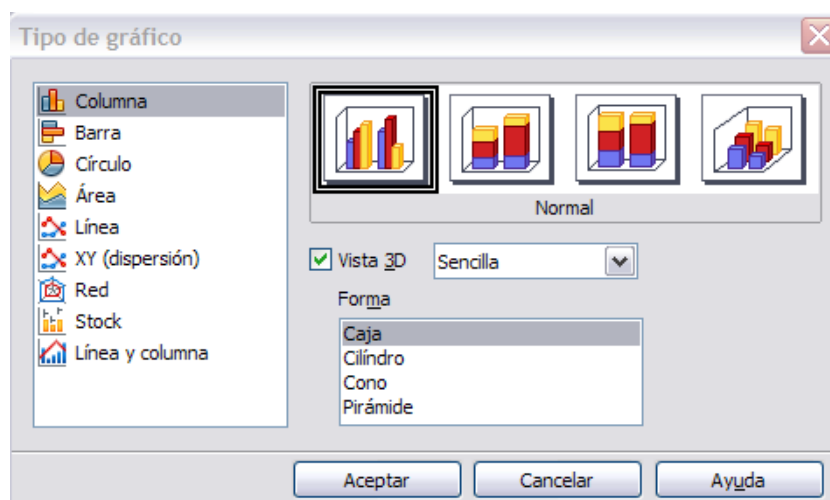 Tipo de gráfico
Columna
Barra
Círculo
Área
Línea
XY (dispersión)
Red
Stock
Línea y columna
Normal
Vista 3D
Sencilla
Forma
Caja
Cilíndro
Cono
Pirámide
Aceptar
Cancelar
Ayuda